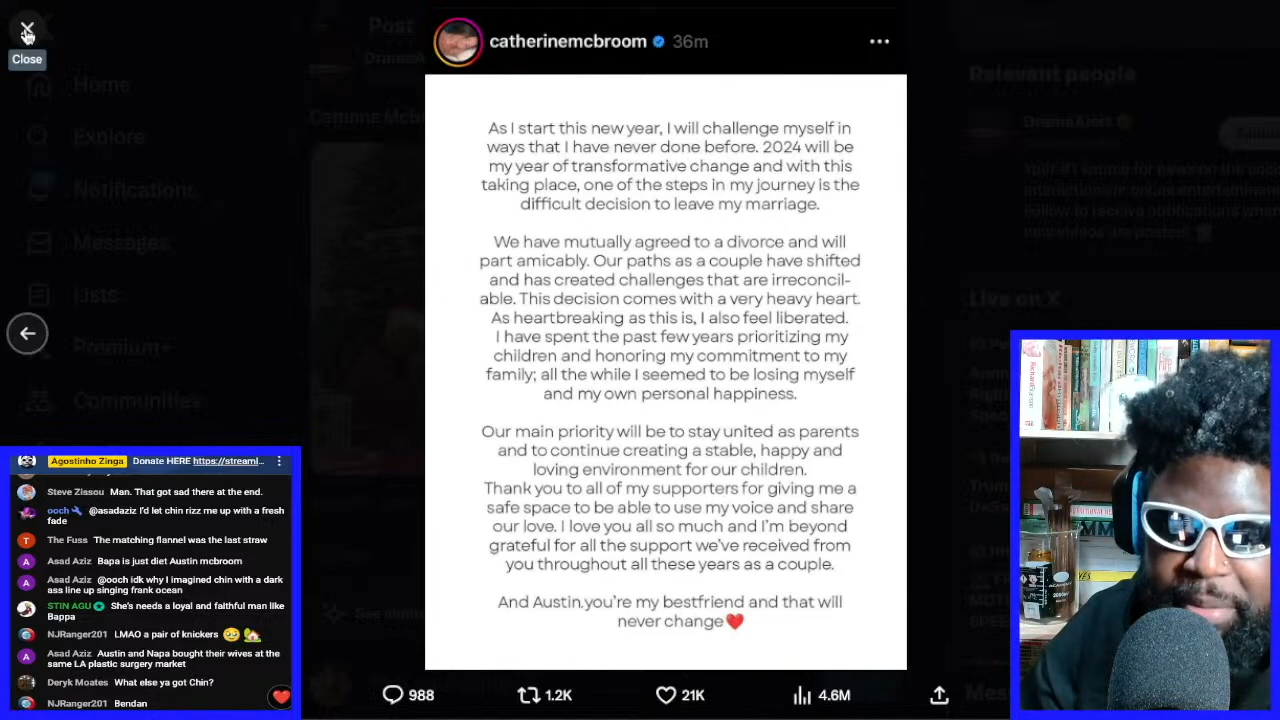 Close
Home
Explore
Notifications
Messages
Lists
Premium+
Communities
Post
catherinemcbroom 36m
As I start this new year, I will challenge myself in
ways that I have never done before. 2024 will be
my year of transformative change and with this
taking place, one of the steps in my journey is the
difficult decision to leave my marriage.
We have mutually agreed to a divorce and will
part amicably. Our paths as a couple have shifted
and has created challenges that are irreconcil-
able. This decision comes with a very heavy heart.
As heartbreaking as this is, I also feel liberated.
I have spent the past few years prioritizing my
children and honoring my commitment to my
family; all the while I seemed to be losing myself
and my own personal happiness.
Our main priority will be to stay united as parents
and to continue creating a stable, happy and
loving environment for our children.
Thank you to all of my supporters for giving me a
safe space to be able to use my voice and share
our love. I love you all so much and I'm beyond
grateful for all the support we've received from
you throughout all these years as a couple.
And Austin,you're my bestfriend and that will
never change❤️
988 1.2K 21K 4.6M
Relevant people
DramaAlert
Live on X
Agostinho Zinga Donate HERE https://streaml...
Steve Zissou Man. That got sad there at the end.
ooch @asadaziz I'd let chin rizz me up with a fresh
fade
The Fuss The matching flannel was the last straw
Asad Aziz Bapa is just diet Austin mcbroom
Asad Aziz @ooch idk why I imagined chin with a dark
ass line up singing frank ocean
STIN AGU She's needs a loyal and faithful man like
Bappa
NJRanger201 LMAO a pair of knickers 🥹 🏡
Asad Aziz Austin and Napa bought their wives at the
same LA plastic surgery market
Deryk Moates What else ya got Chin?
NJRanger201 Bendan